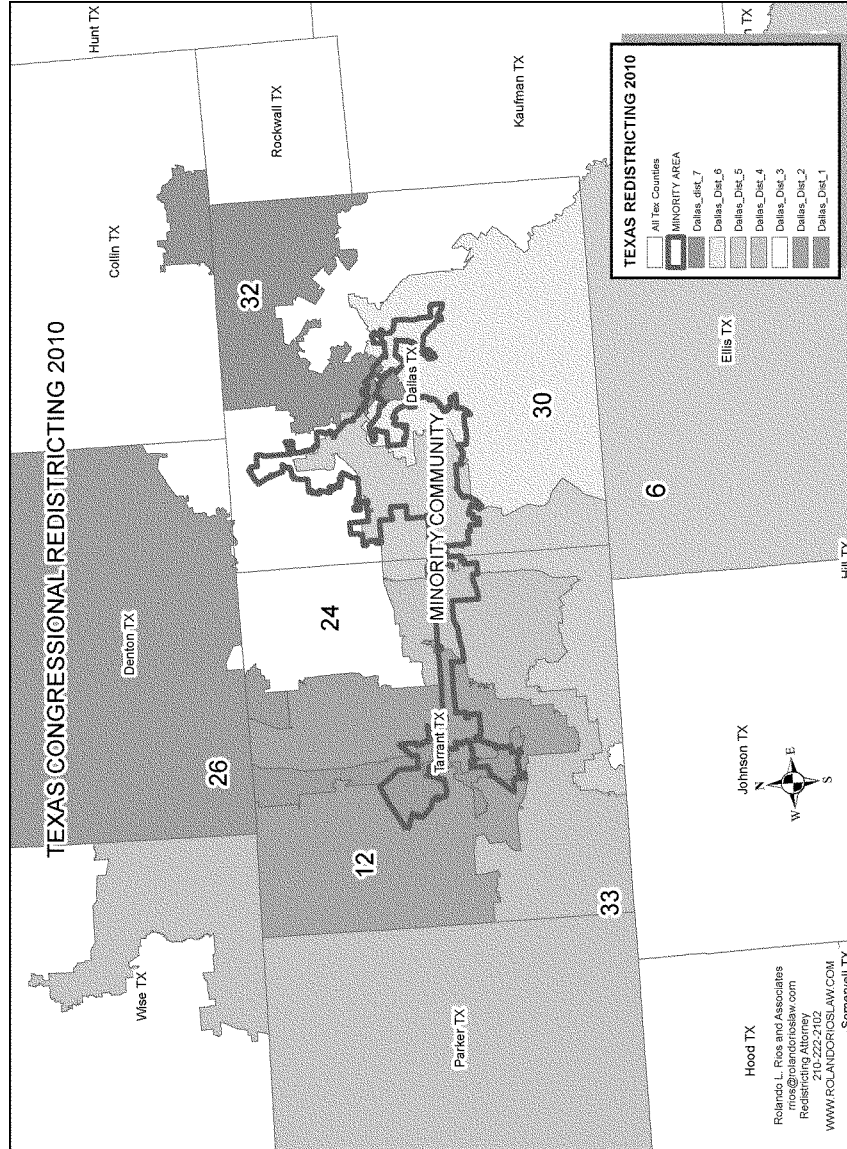 TEXAS CONGRESSIONAL REDISTRICTING 2010
Hunt TX
Collin TX
Rockwall TX
Kaufman TX
Denton TX
Wise TX
32
26
24
Dallas TX
MINORITY COMMUNITY
30
Tarrant TX
12
33
6
Parker TX
Ellis TX
Johnson TX
Hill TX
Hood TX
Somervell TX
n TX
N
E
S
W
TEXAS REDISTRICTING 2010
All Tex Counties
MINORITY AREA
Dallas_dist_7
Dallas_Dist_6
Dallas_Dist_5
Dallas_Dist_4
Dallas_Dist_3
Dallas_Dist_2
Dallas_Dist_1
Rolando L. Rios and Associates
rrios@rolandorioslaw.com
Redistricting Attorney
210-222-2102
WWW.ROLANDORIOSLAW.COM